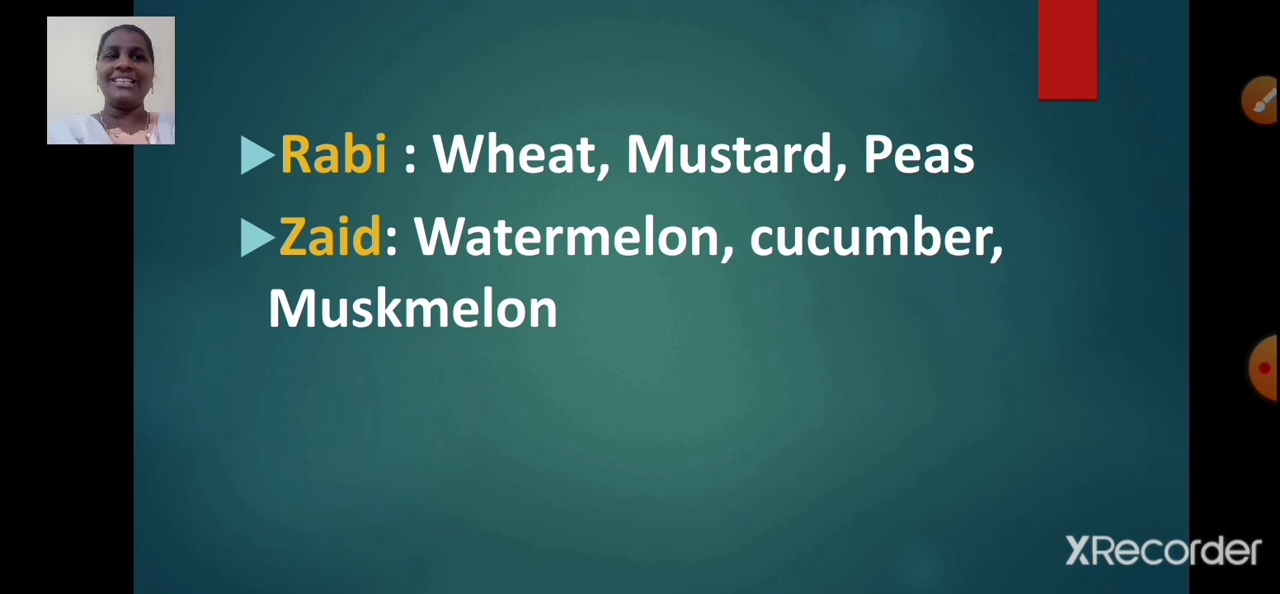 Rabi : Wheat, Mustard, Peas
Zaid: Watermelon, cucumber,
Muskmelon
XRecorder